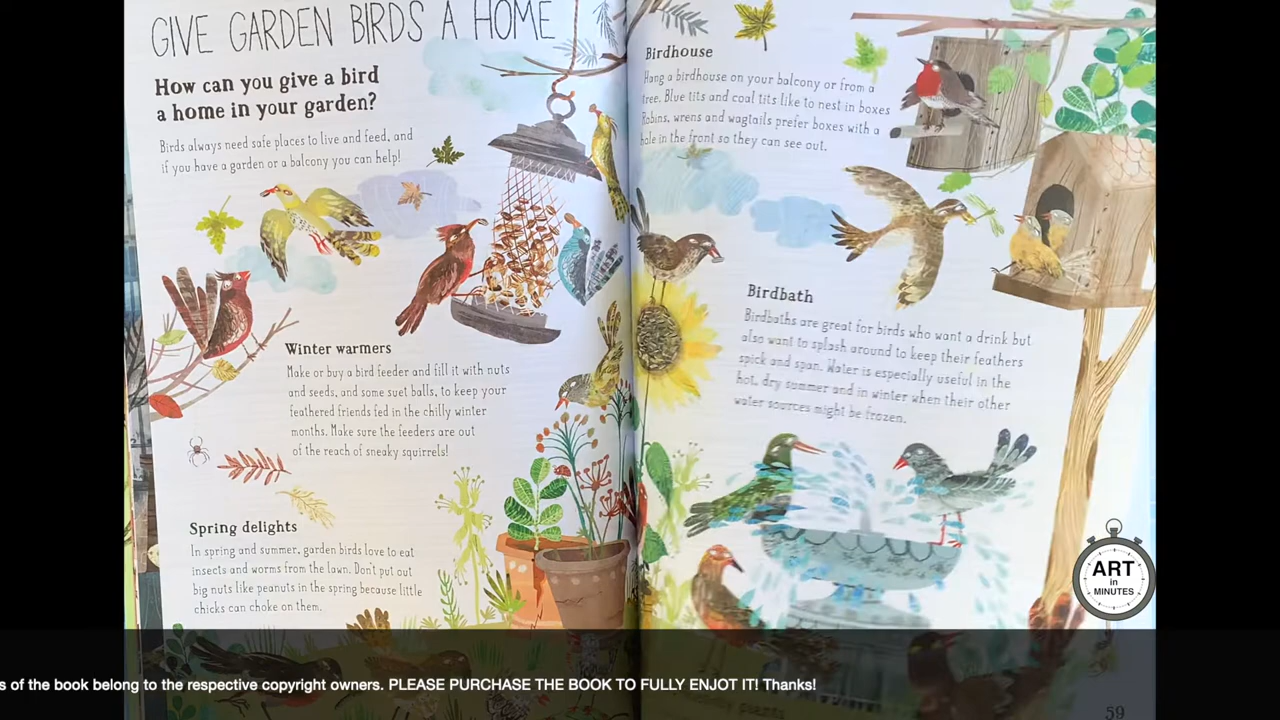 GIVE GARDEN BIRDS A HOME
How can you give a bird
a home in your garden?
Birds always need safe places to live and feed, and
if you have a garden or a balcony you can help!
Winter warmers
Make or buy a bird feeder and fill it with nuts
and seeds, and some suet balls, to keep your
feathered friends fed in the chilly winter
months. Make sure the feeders are out
of the reach of sneaky squirrels!
Spring delights
In spring and summer, garden birds love to eat
insects and worms from the lawn. Don't put out
big nuts like peanuts in the spring because little
chicks can choke on them.
Birdhouse
Hang a birdhouse on your balcony or from a
tree. Blue tits and coal tits like to nest in boxes
Robins, wrens and wagtails prefer boxes with a
hole in the front so they can see out.
Birdbath
Birdbaths are great for birds who want a drink but
also want to splash around to keep their feathers
spick and span. Water is especially useful in the
hot, dry summer and in winter when their other
water sources might be frozen.
ART
in
MINUTES
s of the book belong to the respective copyright owners. PLEASE PURCHASE THE BOOK TO FULLY ENJOT IT! Thanks!
plants
59